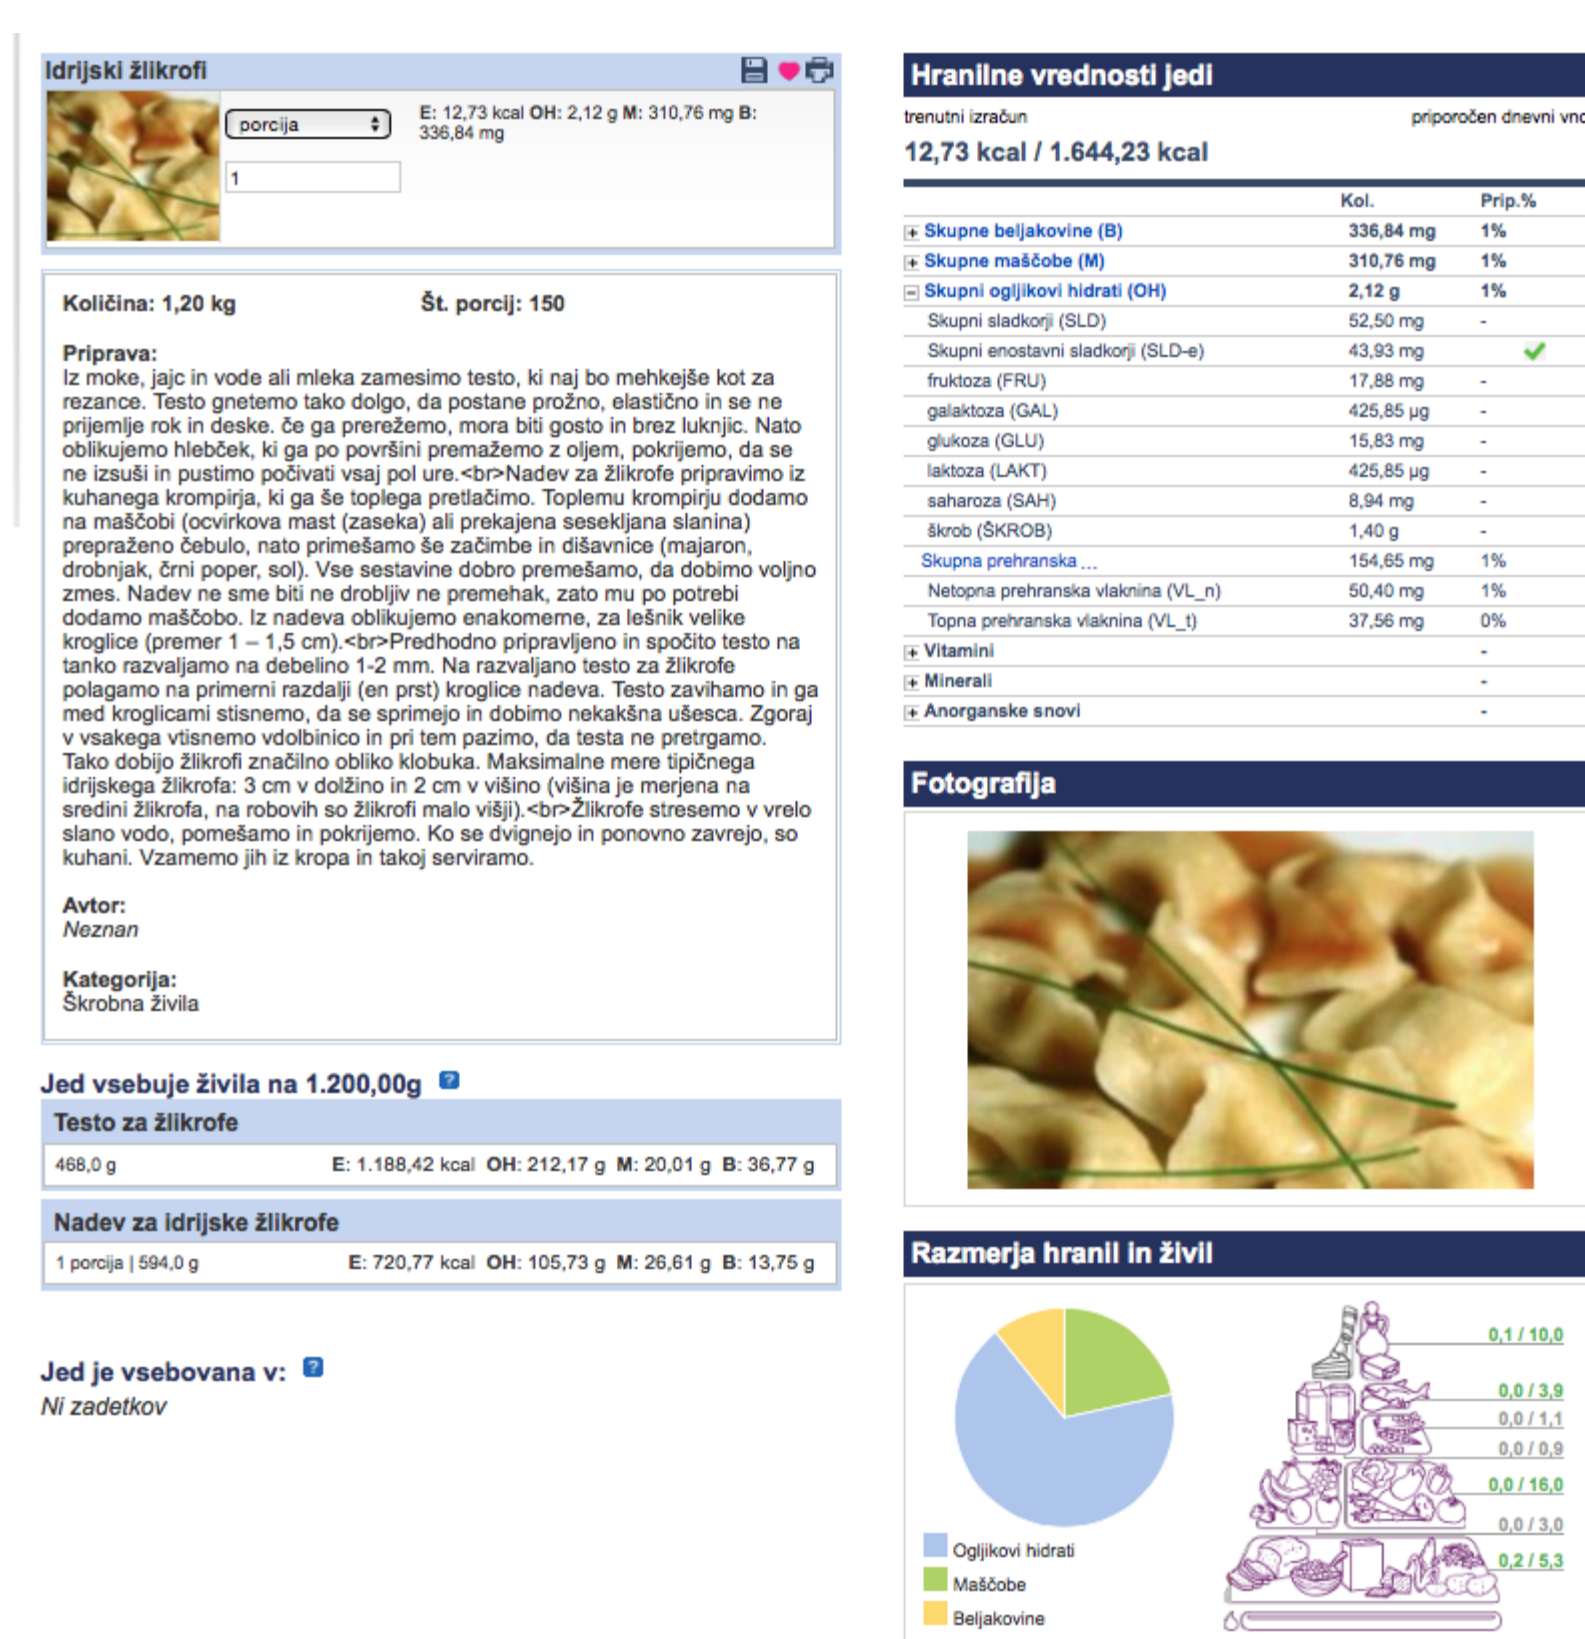 Idrijski žlikrofi
porcija
E: 12,73 kcal OH: 2,12 g M: 310,76 mg B:
336,84 mg
1
Količina: 1,20 kg Št. porcij: 150
Priprava:
Iz moke, jajc in vode ali mleka zamesimo testo, ki naj bo mehkejše kot za
rezance. Testo gnetemo tako dolgo, da postane prožno, elastično in se ne
prijemlje rok in deske. če ga prerežemo, mora biti gosto in brez luknjic. Nato
oblikujemo hlebček, ki ga po površini premažemo z oljem, pokrijemo, da se
ne izsuši in pustimo počivati vsaj pol ure.<br>Nadev za žlikrofe pripravimo iz
kuhanega krompirja, ki ga še toplega pretlačimo. Toplemu krompirju dodamo
na maščobi (ocvirkova mast (zaseka) ali prekajena sesekljana slanina)
prepraženo čebulo, nato primešamo še začimbe in dišavnice (majaron,
drobnjak, črni poper, sol). Vse sestavine dobro premešamo, da dobimo voljno
zmes. Nadev ne sme biti ne drobljiv ne premehak, zato mu po potrebi
dodamo maščobo. Iz nadeva oblikujemo enakomerne, za lešnik velike
kroglice (premer 1 – 1,5 cm).<br>Predhodno pripravljeno in spočito testo na
tanko razvaljamo na debelino 1-2 mm. Na razvaljano testo za žlikrofe
polagamo na primerni razdalji (en prst) kroglice nadeva. Testo zavihamo in ga
med kroglicami stisnemo, da se sprimejo in dobimo nekakšna ušesca. Zgoraj
v vsakega vtisnemo vdolbinico in pri tem pazimo, da testa ne pretrgamo.
Tako dobijo žlikrofi značilno obliko klobuka. Maksimalne mere tipičnega
idrijskega žlikrofa: 3 cm v dolžino in 2 cm v višino (višina je merjena na
sredini žlikrofa, na robovih so žlikrofi malo višji).<br>Žlikrofe stresemo v vrelo
slano vodo, pomešamo in pokrijemo. Ko se dvignejo in ponovno zavrejo, so
kuhani. Vzamemo jih iz kropa in takoj serviramo.
Avtor:
Neznan
Kategorija:
Škrobna živila
Jed vsebuje živila na 1.200,00g ?
Testo za žlikrofe
468,0 g E: 1.188,42 kcal OH: 212,17 g M: 20,01 g B: 36,77 g
Nadev za idrijske žlikrofe
1 porcija | 594,0 g E: 720,77 kcal OH: 105,73 g M: 26,61 g B: 13,75 g
Jed je vsebovana v: ?
Ni zadetkov
Hranilne vrednosti jedi
trenutni izračun priporočen dnevni vno
12,73 kcal / 1.644,23 kcal
Kol. Prip.%
Skupne beljakovine (B) 336,84 mg 1%
Skupne maščobe (M) 310,76 mg 1%
Skupni ogljikovi hidrati (OH) 2,12 g 1%
Skupni sladkorji (SLD) 52,50 mg -
Skupni enostavni sladkorji (SLD-e) 43,93 mg
fruktoza (FRU) 17,88 mg -
galaktoza (GAL) 425,85 µg -
glukoza (GLU) 15,83 mg -
laktoza (LAKT) 425,85 µg -
saharoza (SAH) 8,94 mg -
škrob (ŠKROB) 1,40 g -
Skupna prehranska ... 154,65 mg 1%
Netopna prehranska vlaknina (VL_n) 50,40 mg 1%
Topna prehranska vlaknina (VL_t) 37,56 mg 0%
Vitamini -
Minerali -
Anorganske snovi -
Fotografija
Razmerja hranil in živil
Ogljikovi hidrati
Maščobe
Beljakovine
0,1 / 10,0
0,0 / 3,9
0,0 / 1,1
0,0 / 0,9
0,0 / 16,0
0,0 / 3,0
0,2 / 5,3